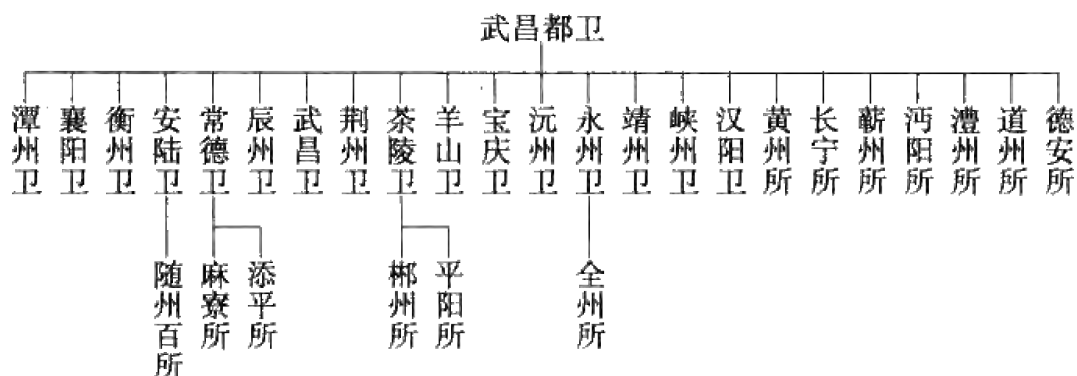 武昌都卫
潭州卫
襄阳卫
衡州卫
安陆卫
常德卫
辰州卫
武昌卫
荆州卫
茶陵卫
羊山卫
宝庆卫
沅州卫
永州卫
靖州卫
峡州卫
汉阳卫
黄州所
长宁所
蕲州所
沔阳所
澧州所
道州所
德安所
随州百所
麻寮所
添平所
郴州所
平阳所
全州所